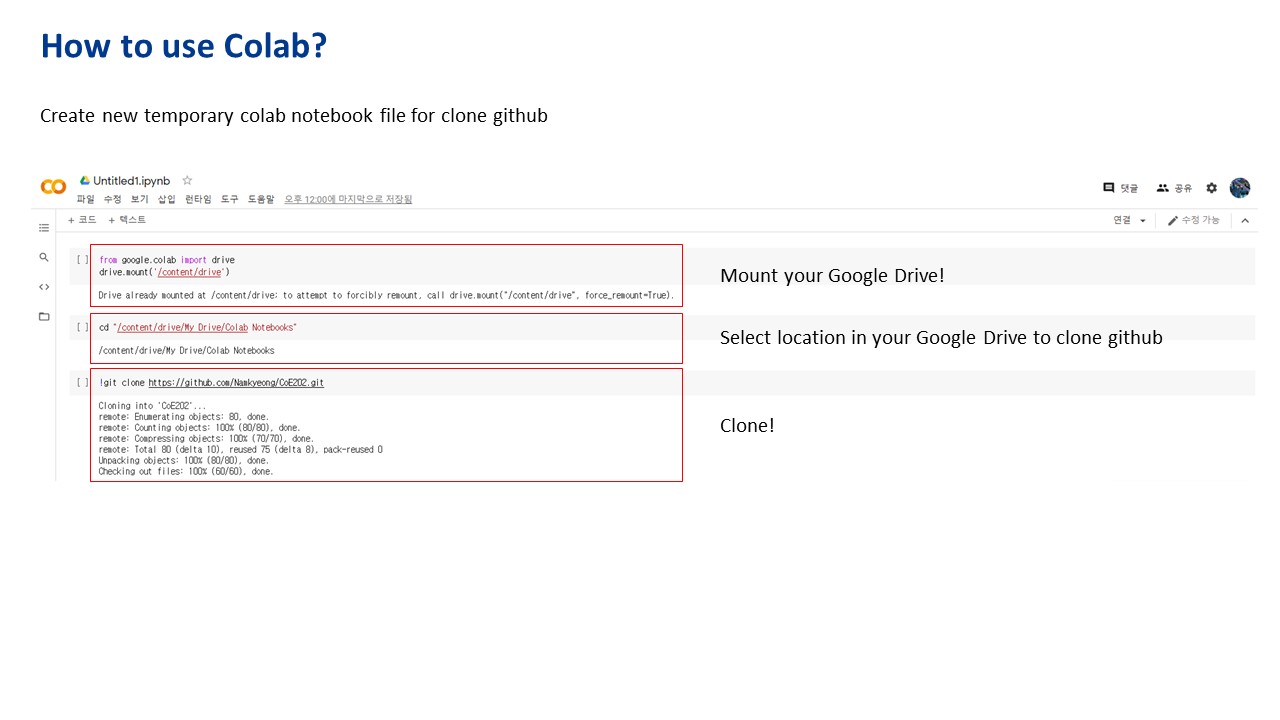 How to use Colab?
Create new temporary colab notebook file for clone github
Untitled1.ipynb
파일 수정 보기 삽입 런타임 도구 도움말 오후 12:00에 마지막으로 저장됨
댓글 공유
+ 코드 + 텍스트
연결 수정 가능
[ ] from google.colab import drive
drive.mount('/content/drive')
Drive already mounted at /content/drive; to attempt to forcibly remount, call drive.mount("/content/drive", force_remount=True).
Mount your Google Drive!
[ ] cd "/content/drive/My Drive/Colab Notebooks"
/content/drive/My Drive/Colab Notebooks
Select location in your Google Drive to clone github
[ ] !git clone https://github.com/Namkyeong/CoE202.git
Cloning into 'CoE202'...
remote: Enumerating objects: 80, done.
remote: Counting objects: 100% (80/80), done.
remote: Compressing objects: 100% (70/70), done.
remote: Total 80 (delta 10), reused 75 (delta 8), pack-reused 0
Unpacking objects: 100% (80/80), done.
Checking out files: 100% (60/60), done.
Clone!